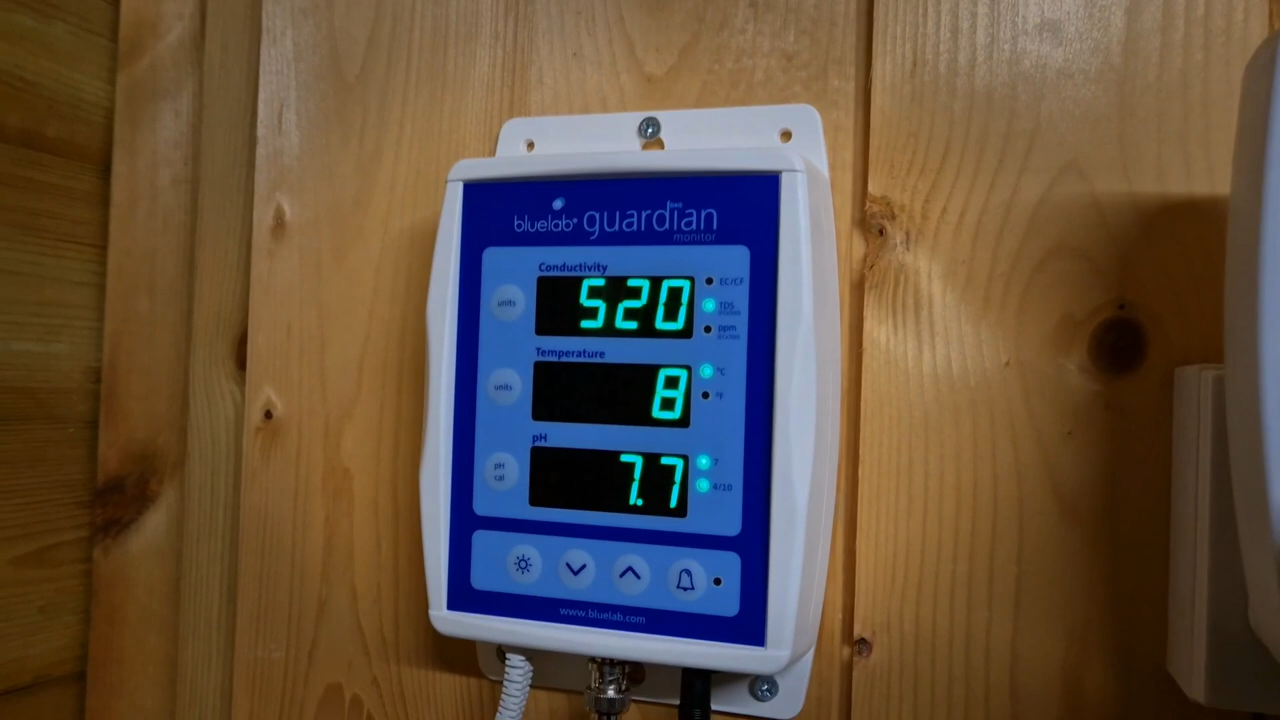 bluelab® guardian
monitor
Conductivity
units
520
EC/CF
TDS
ppm
Temperature
units
8
°C
°F
pH
pH
cal
7.7
7
4/10
www.bluelab.com